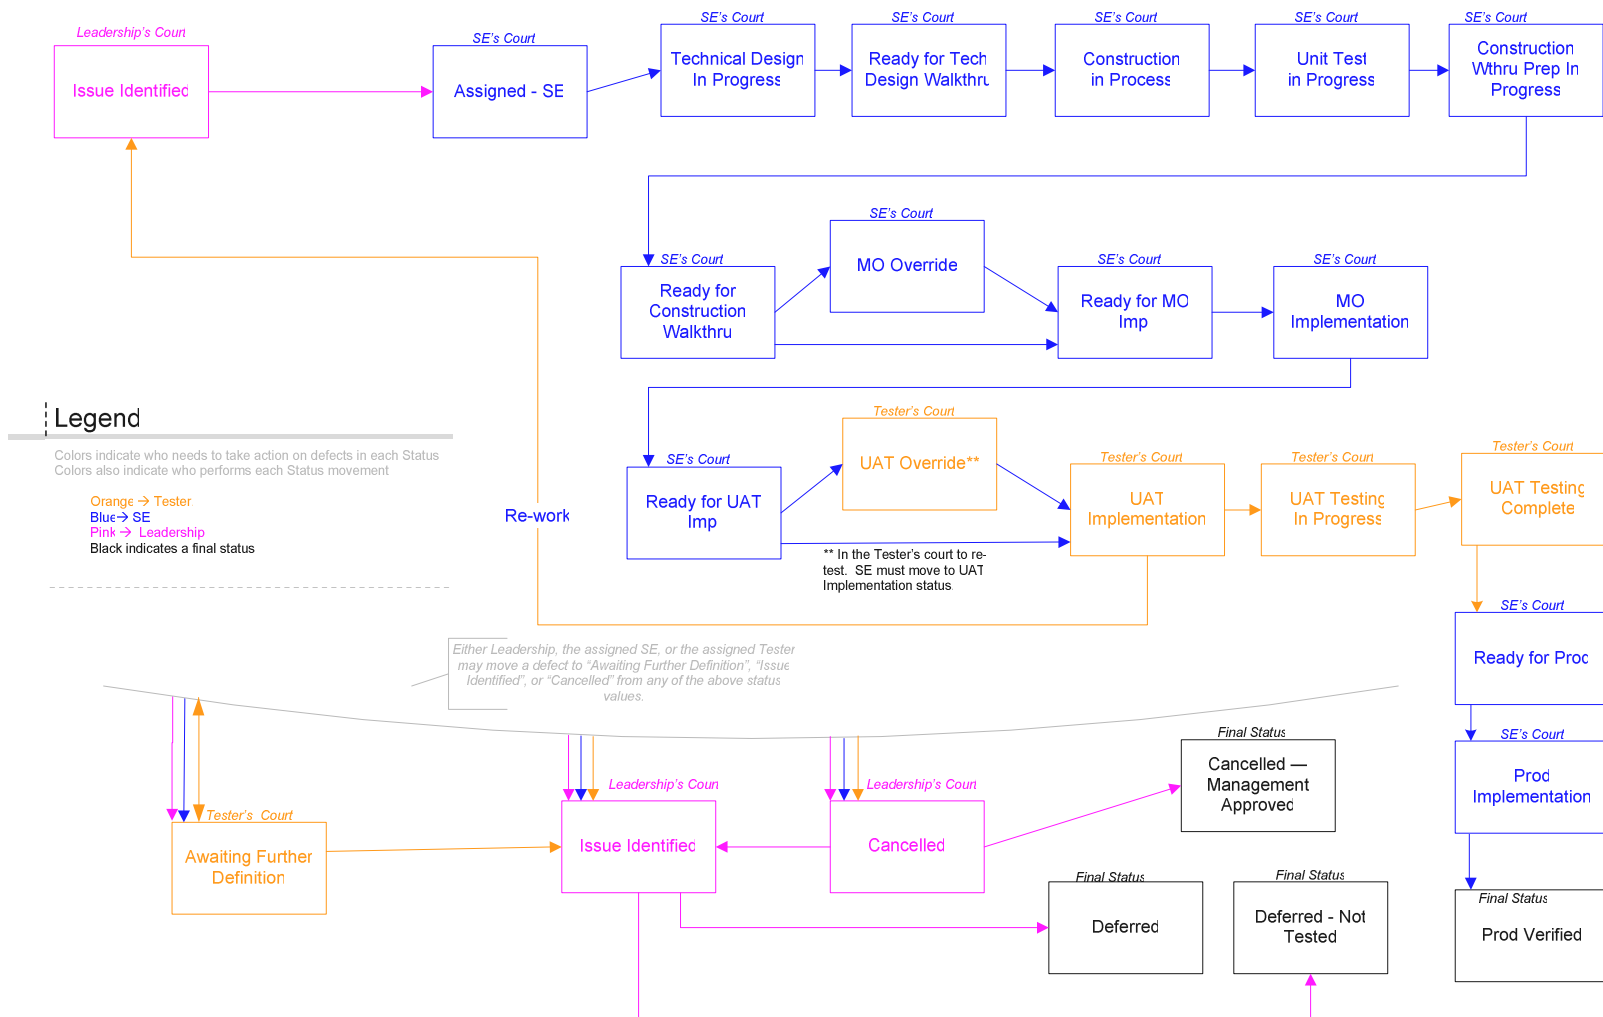 Leadership's Court
Issue Identified
SE's Court
Assigned - SE
SE's Court
Technical Design
In Progress
SE's Court
Ready for Tech
Design Walkthru
SE's Court
Construction
in Process
SE's Court
Unit Test
in Progress
SE's Court
Construction
Wthru Prep In
Progress
SE's Court
Ready for
Construction
Walkthru
SE's Court
MO Override
SE's Court
Ready for MO
Imp
SE's Court
MO
Implementation
Legend
Colors indicate who needs to take action on defects in each Status
Colors also indicate who performs each Status movement
Orange → Tester
Blue → SE
Pink → Leadership
Black indicates a final status
Re-work
SE's Court
Ready for UAT
Imp
Tester's Court
UAT Override**
** In the Tester's court to re-
test.  SE must move to UAT
Implementation status.
Tester's Court
UAT
Implementation
Tester's Court
UAT Testing
In Progress
Tester's Court
UAT Testing
Complete
SE's Court
Ready for Prod
SE's Court
Prod
Implementation
Final Status
Prod Verified
Either Leadership, the assigned SE, or the assigned Tester
may move a defect to “Awaiting Further Definition”, “Issue
Identified”, or “Cancelled” from any of the above status
values.
Tester's  Court
Awaiting Further
Definition
Leadership's Court
Issue Identified
Leadership's Court
Cancelled
Final Status
Cancelled —
Management
Approved
Final Status
Deferred
Final Status
Deferred - Not
Tested